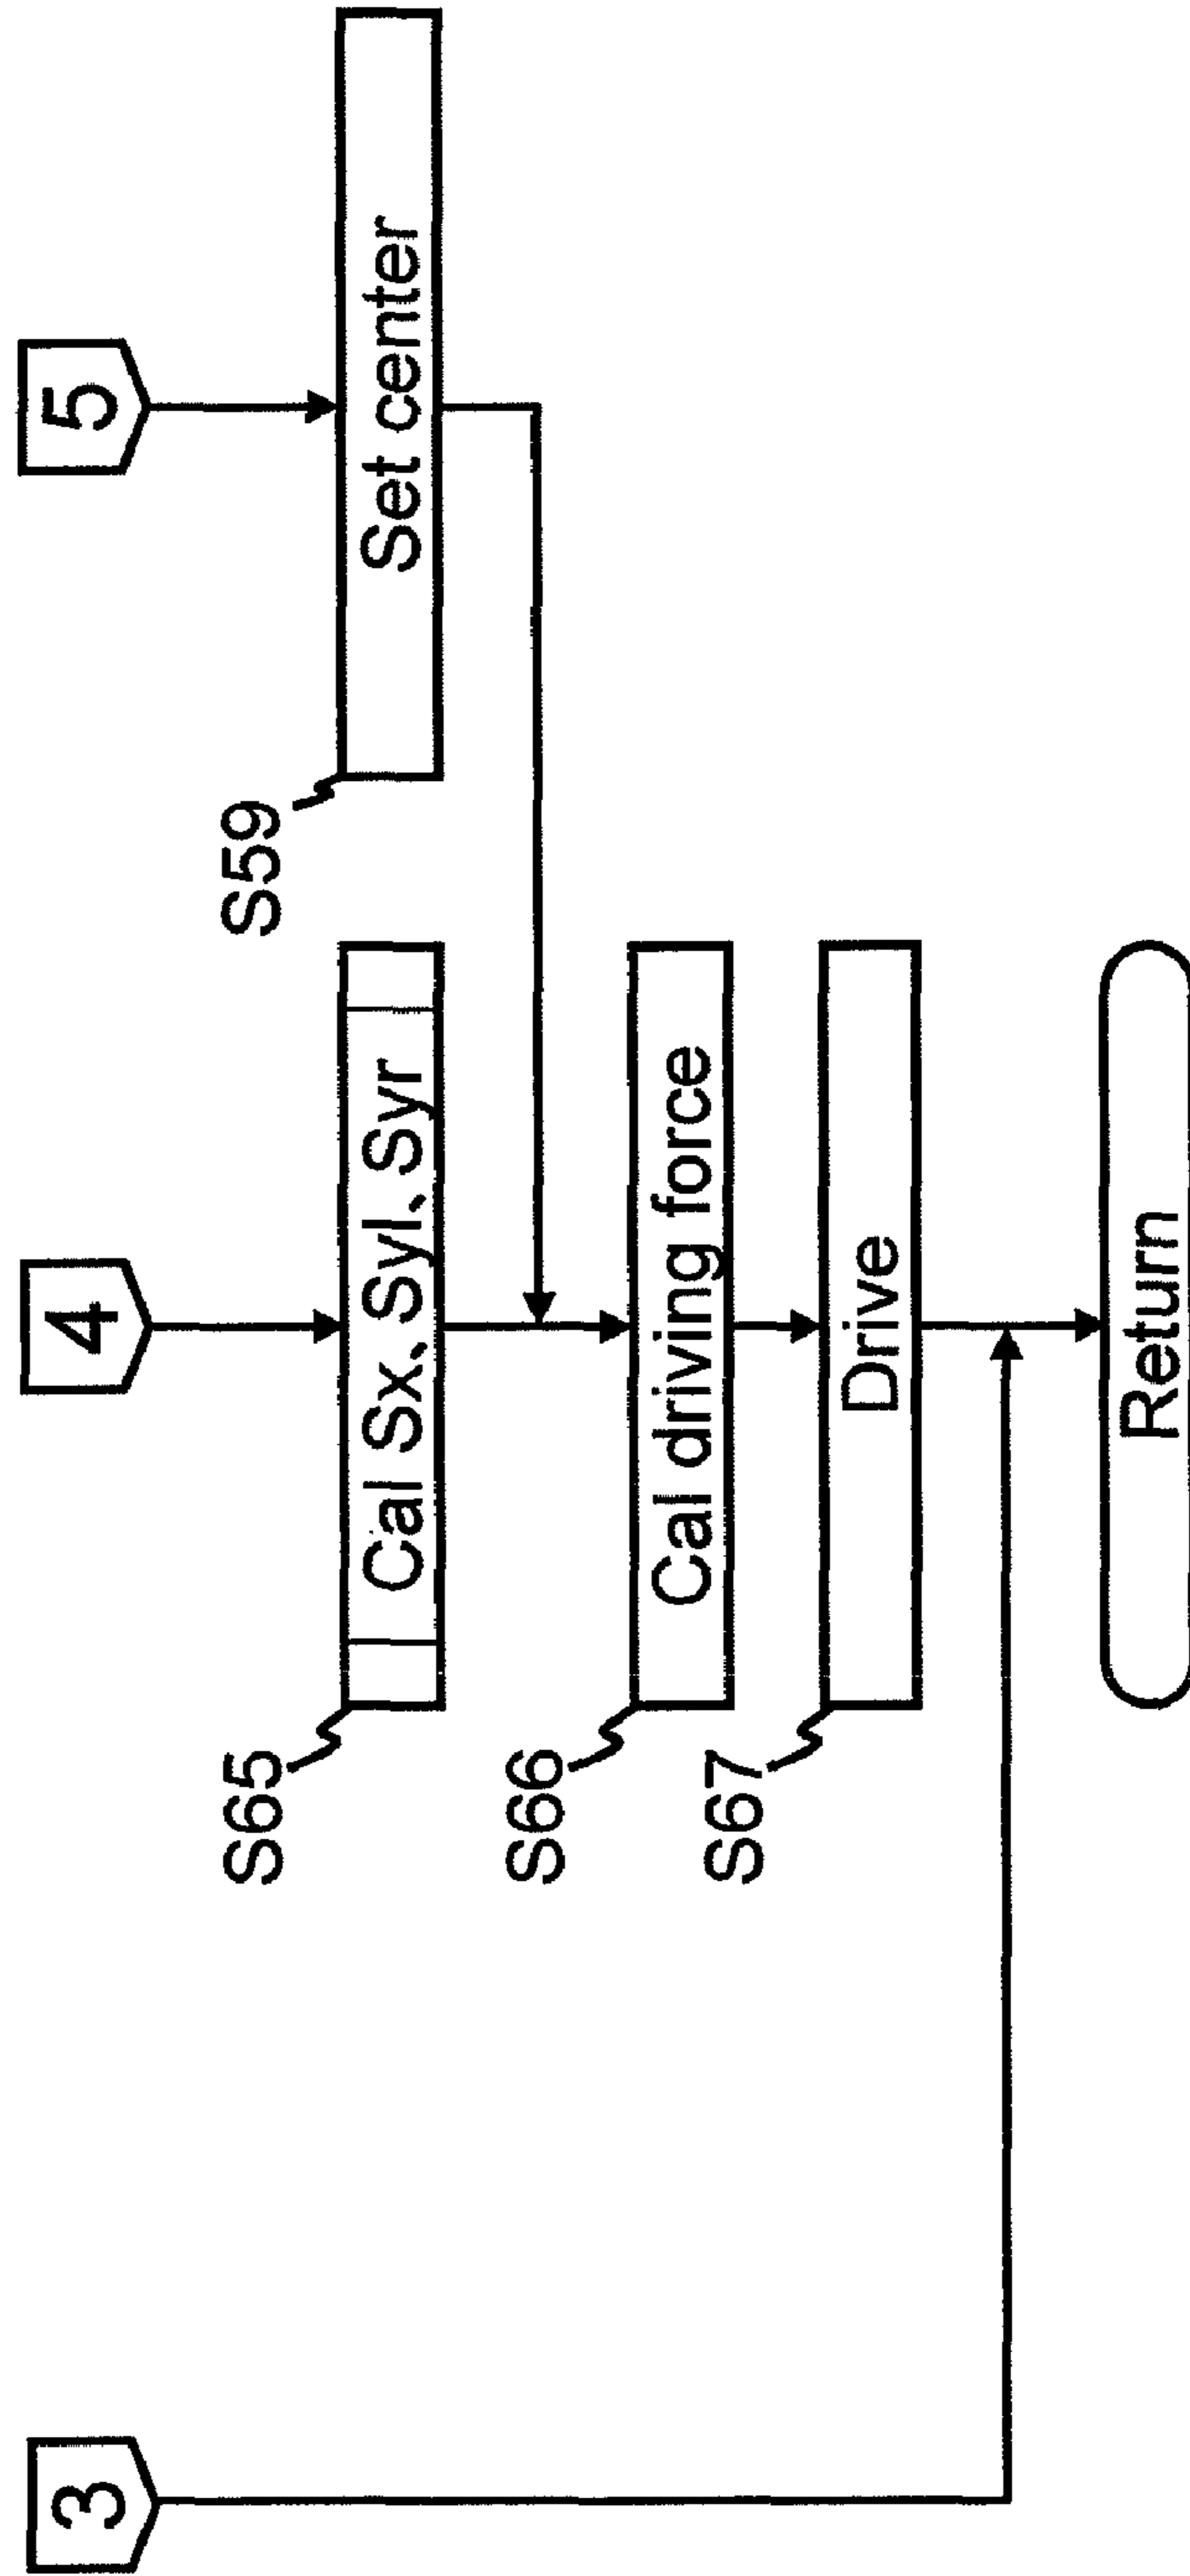 3
4
5
S65
Cal Sx、Syl、Syr
S59
Set center
S66
Cal driving force
S67
Drive
Return